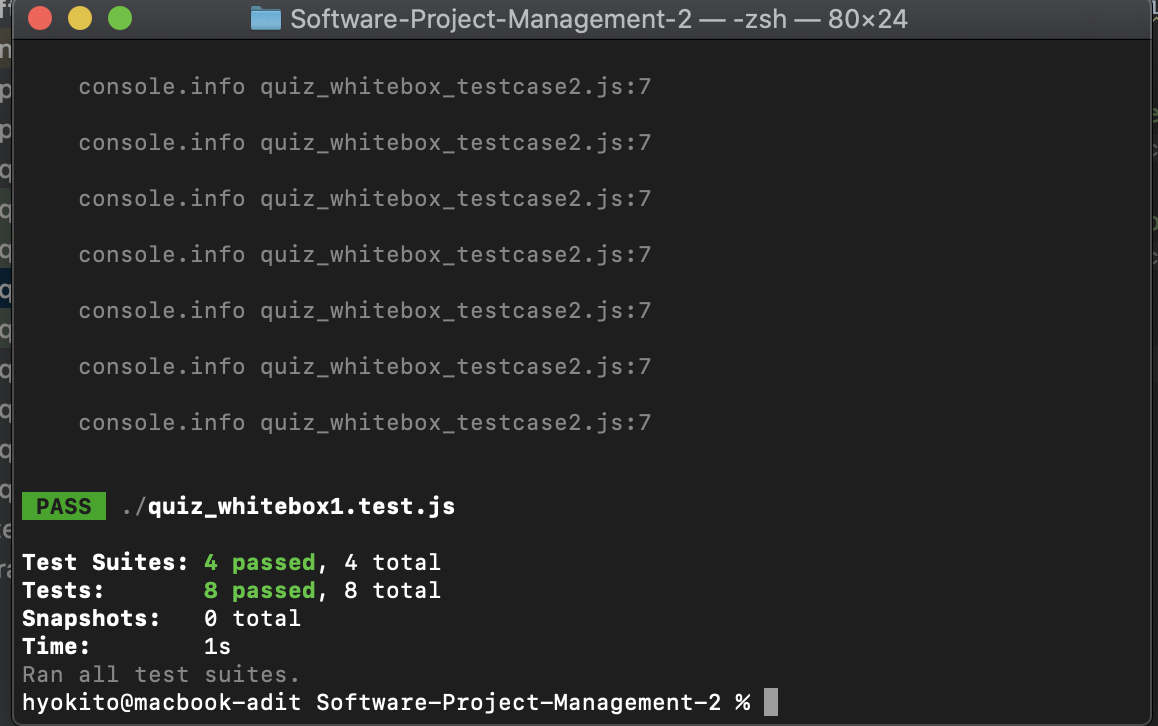 Software-Project-Management-2 — -zsh — 80×24
console.info quiz_whitebox_testcase2.js:7
console.info quiz_whitebox_testcase2.js:7
console.info quiz_whitebox_testcase2.js:7
console.info quiz_whitebox_testcase2.js:7
console.info quiz_whitebox_testcase2.js:7
console.info quiz_whitebox_testcase2.js:7
console.info quiz_whitebox_testcase2.js:7
PASS ./quiz_whitebox1.test.js
Test Suites: 4 passed, 4 total
Tests: 8 passed, 8 total
Snapshots: 0 total
Time: 1s
Ran all test suites.
hyokito@macbook-adit Software-Project-Management-2 %